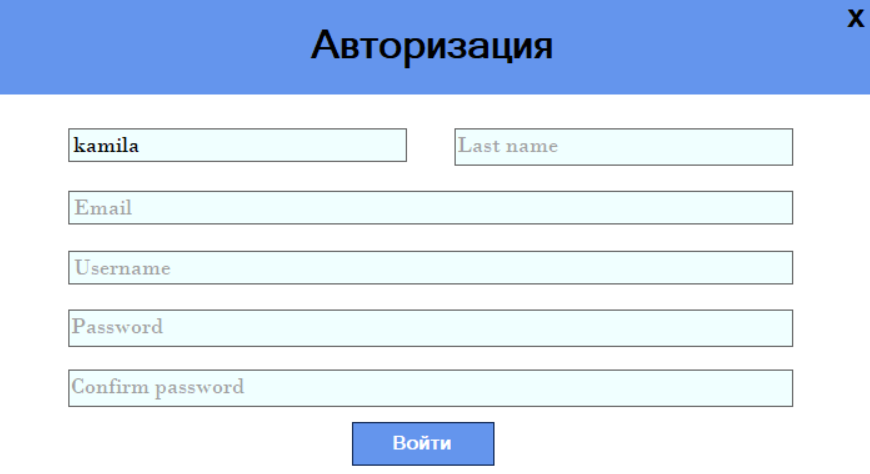 X
Авторизация
kamila Last name
Email
Username
Password
Confirm password
Войти